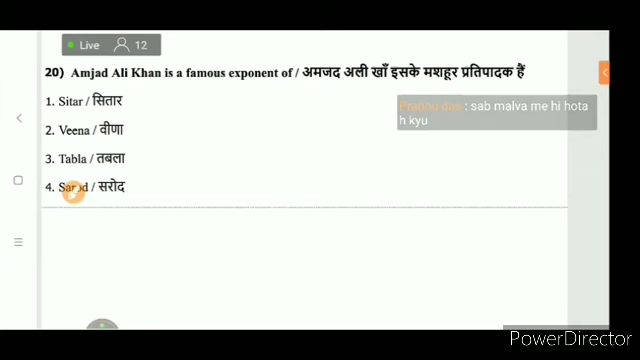 Live 12
20) Amjad Ali Khan is a famous exponent of / अमजद अली खाँ इसके मशहूर प्रतिपादक हैं
1. Sitar / सितार
: sab malva me hi hota
h kyu
2. Veena / वीणा
3. Tabla / तबला
4. Sarod / सरोद
PowerDirector